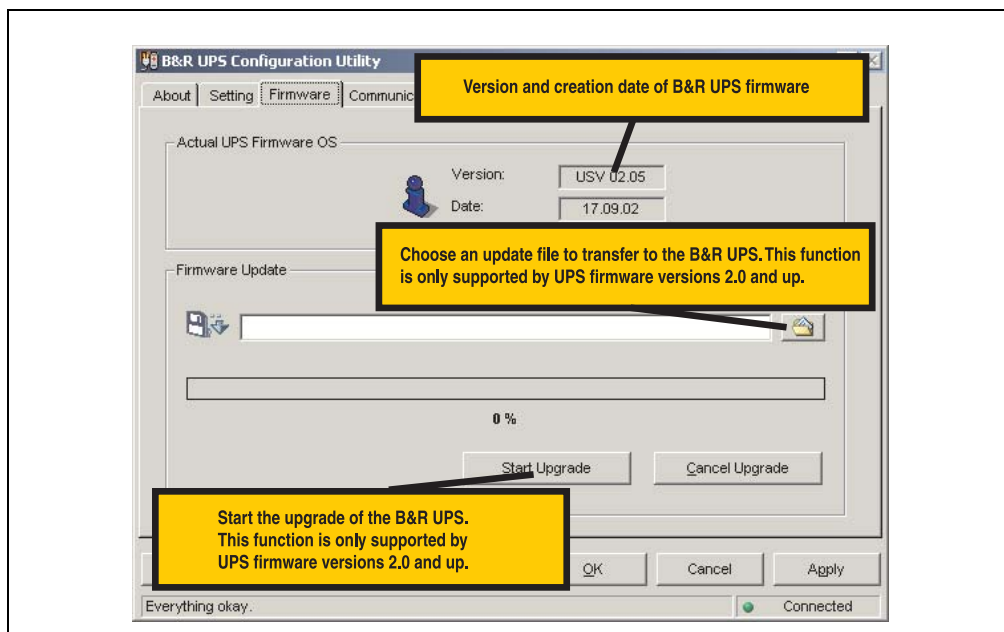 B&R UPS Configuration Utility
Version and creation date of B&R UPS firmware
About Setting Firmware Communic
Actual UPS Firmware OS
Version: USV 02.05
Date: 17.09.02
Choose an update file to transfer to the B&R UPS. This function
is only supported by UPS firmware versions 2.0 and up.
Firmware Update
0 %
Start Upgrade Cancel Upgrade
Start the upgrade of the B&R UPS.
This function is only supported by
UPS firmware versions 2.0 and up.
OK Cancel Apply
Everything okay. Connected